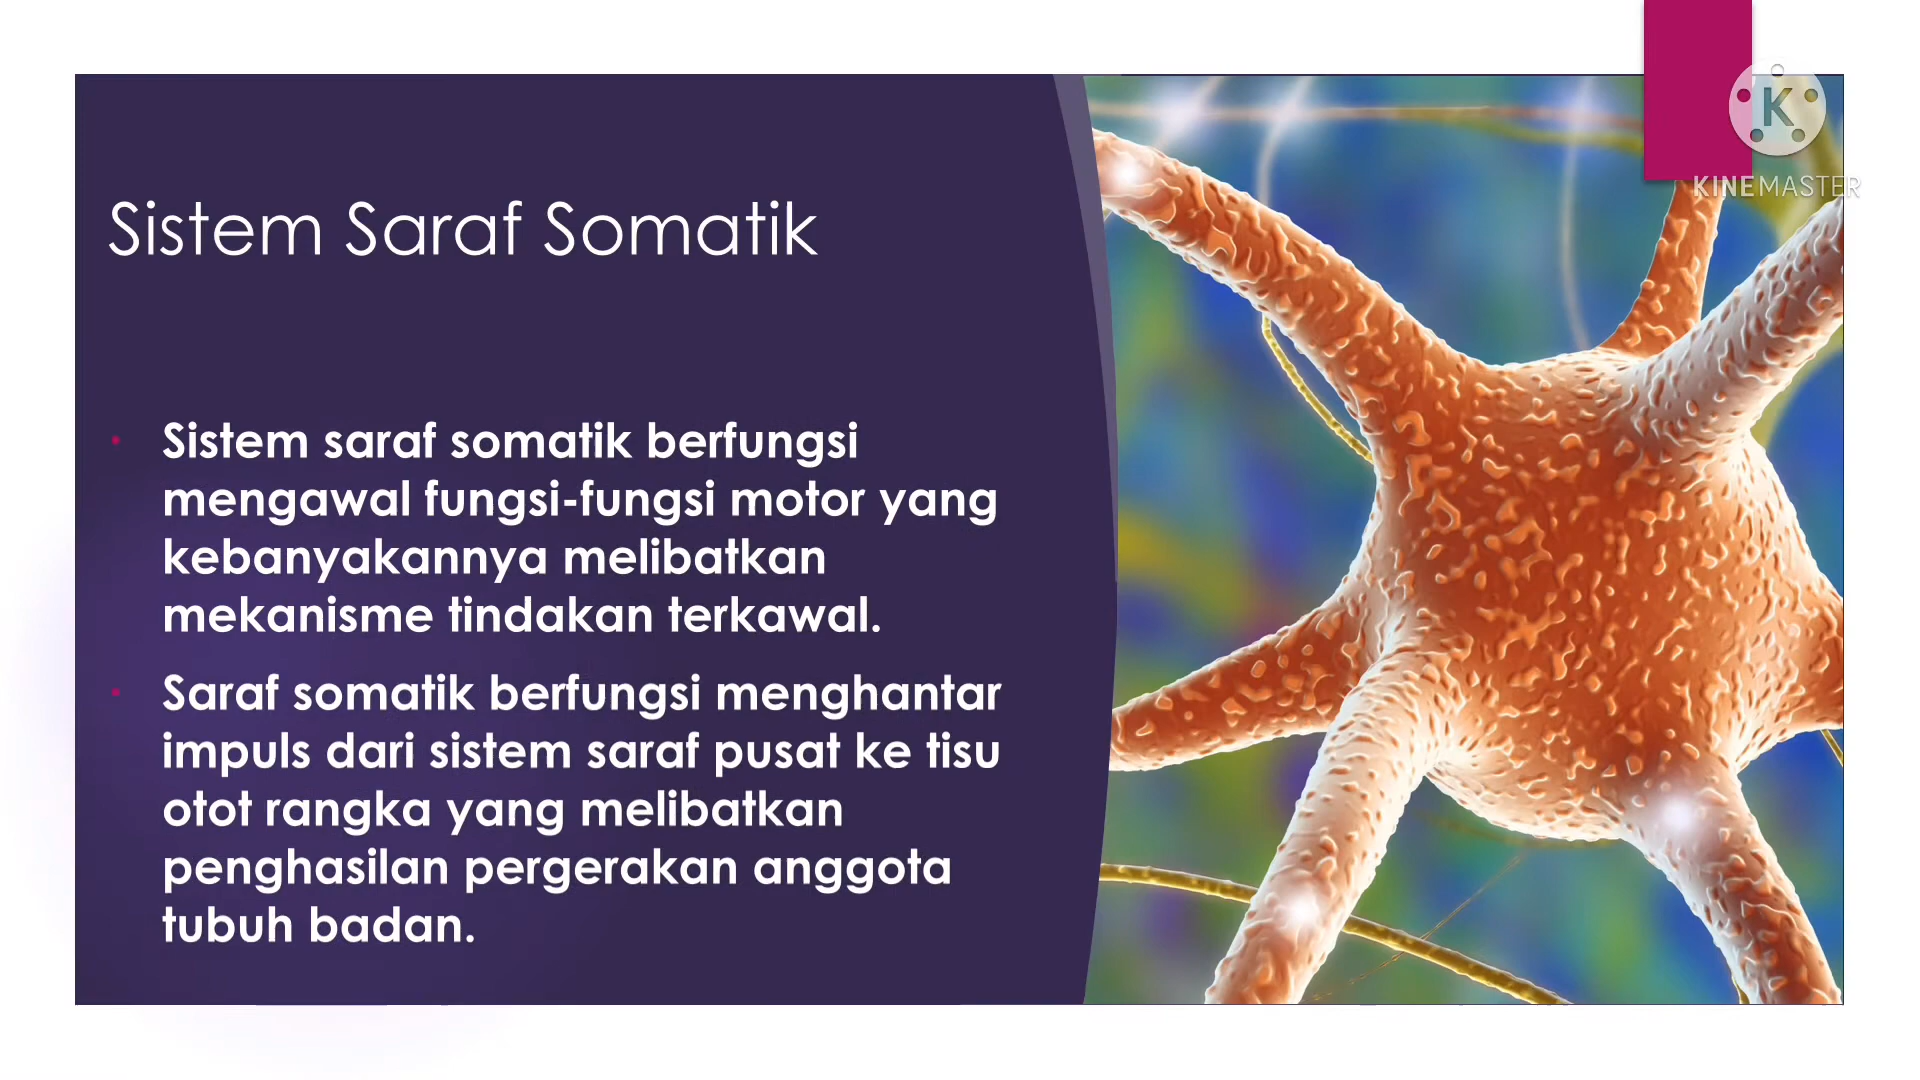 Sistem Saraf Somatik
Sistem saraf somatik berfungsi
mengawal fungsi-fungsi motor yang
kebanyakannya melibatkan
mekanisme tindakan terkawal.
Saraf somatik berfungsi menghantar
impuls dari sistem saraf pusat ke tisu
otot rangka yang melibatkan
penghasilan pergerakan anggota
tubuh badan.
K
KINEMASTER